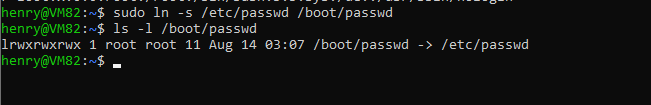 henry@VM82:~$ sudo ln -s /etc/passwd /boot/passwd
henry@VM82:~$ ls -l /boot/passwd
lrwxrwxrwx 1 root root 11 Aug 14 03:07 /boot/passwd -> /etc/passwd
henry@VM82:~$